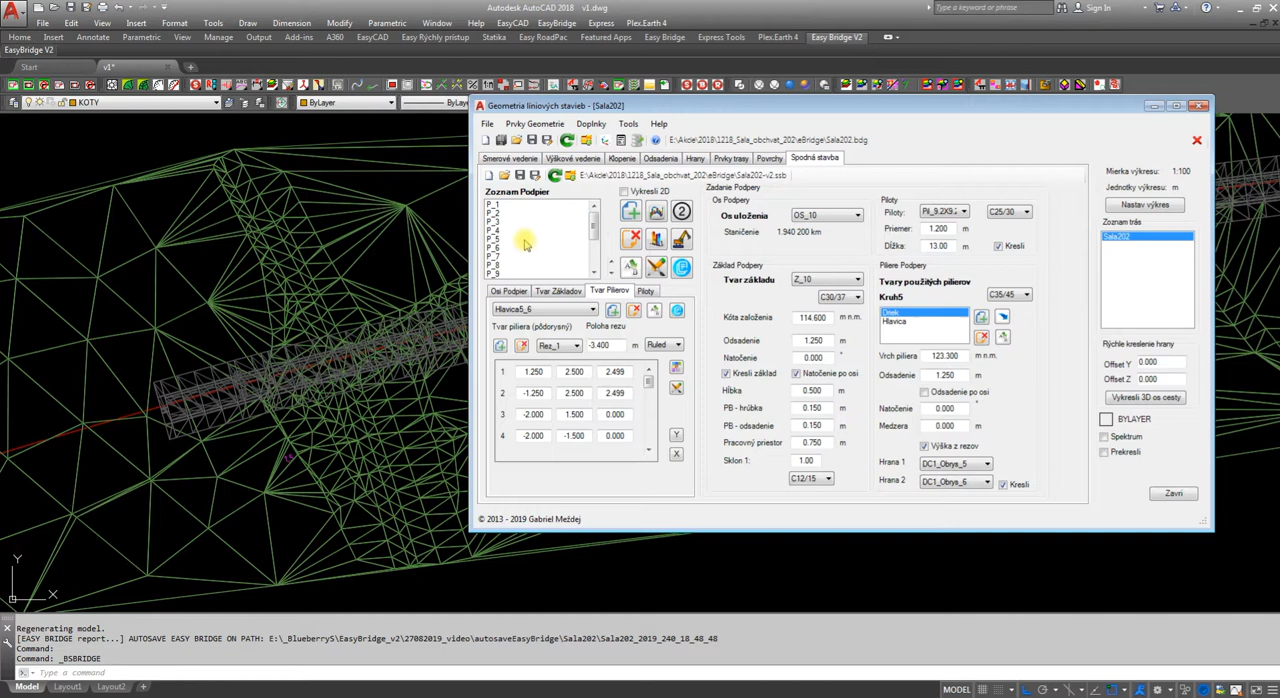 Autodesk AutoCAD 2018 v1.dwg
Type a keyword or phrase
Sign In
File Edit View Insert Format Tools Draw Dimension Modify Parametric Window EasyCAD EasyBridge Express Plex.Earth 4
Home Insert Annotate Parametric View Manage Output Add-ins A360 EasyCAD Easy Rýchly prístup Statika Easy RoadPac Featured Apps Easy Bridge Express Tools Plex.Earth 4 Easy Bridge V2
EasyBridge V2
Start v1*
KOTY ByLayer ByLaye
Geometria líniových stavieb - [Sala202]
File Prvky Geometrie Doplnky Tools Help
E:\Akcie\2018\1218_Sala_obchvat_202\eBridge\Sala202.bdg
Smerové vedenie Výškové vedenie Klopenie Odsadenia Hrany Prvky trasy Povrchy Spodná stavba
E:\Akcie\2018\1218_Sala_obchvat_202\eBridge\Sala202-v2.ssb
Zoznam Podpier
Vykresli 2D
P_1
P_2
P_3
P_4
P_5
P_6
P_7
P_8
P_9
Osi Podpier Tvar Základov Tvar Pilierov Piloty
Hlavica5_6
Tvar piliera (pôdorysný) Poloha rezu
Rez_1 -3.400 m Ruled
1 1.250 2.500 2.499
2 -1.250 2.500 2.499
3 -2.000 1.500 0.000
4 -2.000 -1.500 0.000
Y
X
Zadanie Podpery
Os Podpery
Os uloženia OS_10
Staničenie 1.940 200 km
Základ Podpery
Tvar základu Z_10
C30/37
Kóta založenia 114.600 m n.m.
Odsadenie 1.250 m
Natočenie 0.000 °
Kresli základ Natočenie po osi
Hĺbka 0.500 m
PB - hrúbka 0.150 m
PB - odsadenie 0.150 m
Pracovný priestor 0.750 m
Sklon 1: 1.00
C12/15
Piloty
Piloty: Pil_9.2X9.2 C25/30
Priemer: 1.200 m
Dĺžka: 13.00 m Kresli
Piliere Podpery
Tvary použitých pilierov
Kruh5 C35/45
Driek
Hlavica
Vrch piliera 123.300 m n.m.
Odsadenie 1.250 m
Odsadenie po osi
Natočenie 0.000 °
Medzera 0.000 m
Výška z rezov
Hrana 1 DC1_Obrys_5
Hrana 2 DC1_Obrys_6 Kresli
Mierka výkresu: 1:100
Jednotky výkresu: m
Nastav výkres
Zoznam trás
Sala202
Rýchle kreslenie hrany
Offset Y 0.000
Offset Z 0.000
Vykresli 3D os cesty
BYLAYER
Spektrum
Prekresli
Zavri
© 2013 - 2019 Gabriel Meždej
Y
X
Regenerating model.
[EASY BRIDGE report...] AUTOSAVE EASY BRIDGE ON PATH: E:\_BlueberryS\EasyBridge_v2\27082019_video\autosaveEasyBridge\Sala202\Sala202_2019_240_18_48_48
Command:
Command: _BSBRIDGE
Type a command
Model Layout1 Layout2 +
MODEL